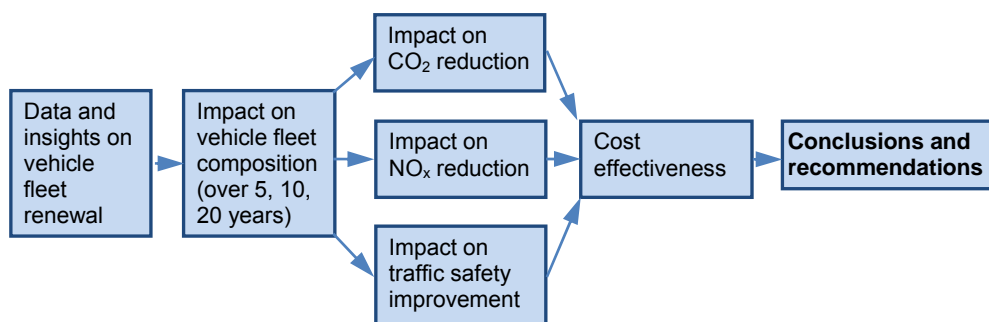 Data and
insights on
vehicle
fleet
renewal
Impact on
vehicle fleet
composition
(over 5, 10,
20 years)
Impact on
CO₂ reduction
Impact on
NOₓ reduction
Impact on
traffic safety
improvement
Cost
effectiveness
Conclusions and
recommendations